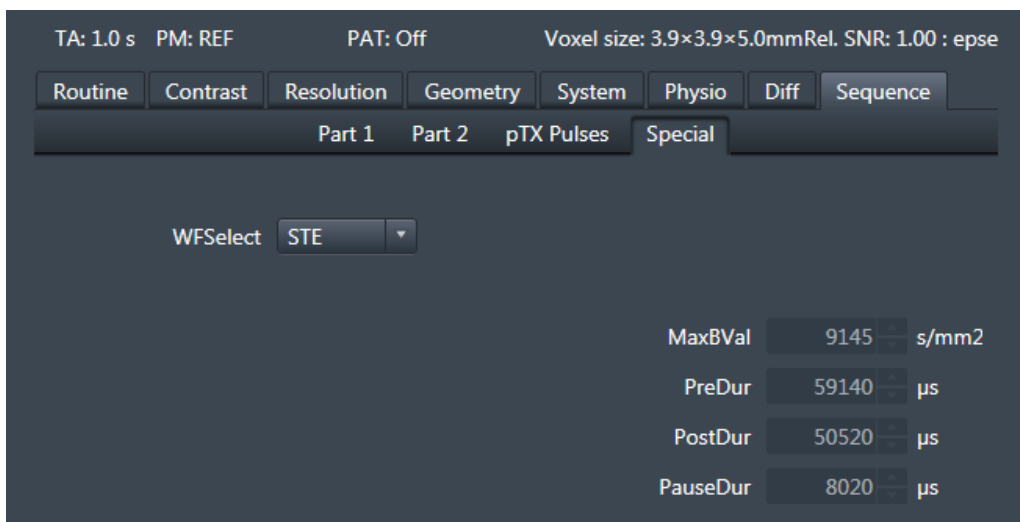 TA: 1.0 s PM: REF PAT: Off Voxel size: 3.9×3.9×5.0mmRel. SNR: 1.00 : epse
Routine Contrast Resolution Geometry System Physio Diff Sequence
Part 1 Part 2 pTX Pulses Special
WFSelect STE
MaxBVal 9145 s/mm2
PreDur 59140 µs
PostDur 50520 µs
PauseDur 8020 µs